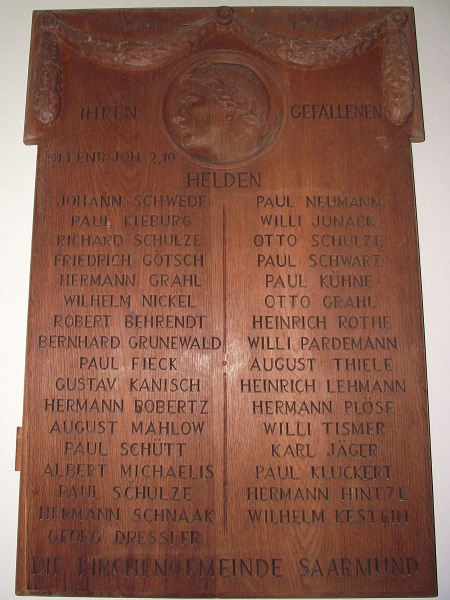 IHREN GEFALLENEN
OFFENB. JOH. 2,10.
HELDEN
JOHANN SCHWEDE
PAUL KIEBURG
RICHARD SCHULZE
FRIEDRICH GÖTSCH
HERMANN GRAHL
WILHELM NICKEL
ROBERT BEHRENDT
BERNHARD GRUNEWALD
PAUL FIECK
GUSTAV KANISCH
HERMANN BOBERTZ
AUGUST MAHLOW
PAUL SCHÜTT
ALBERT MICHAELIS
PAUL SCHULZE
HERMANN SCHNAAK
GEORG DRESSLER
PAUL NEUMANN
WILLI JUNACK
OTTO SCHULZE
PAUL SCHWARZ
PAUL KÜHNE
OTTO GRAHL
HEINRICH ROTHE
WILLI PARDEMANN
AUGUST THIELE
HEINRICH LEHMANN
HERMANN PLÖSE
WILLI TISMER
KARL JÄGER
PAUL KLUCKERT
HERMANN HINTZE
WILHELM
DIE KIRCHENGEMEINDE SAARMUND